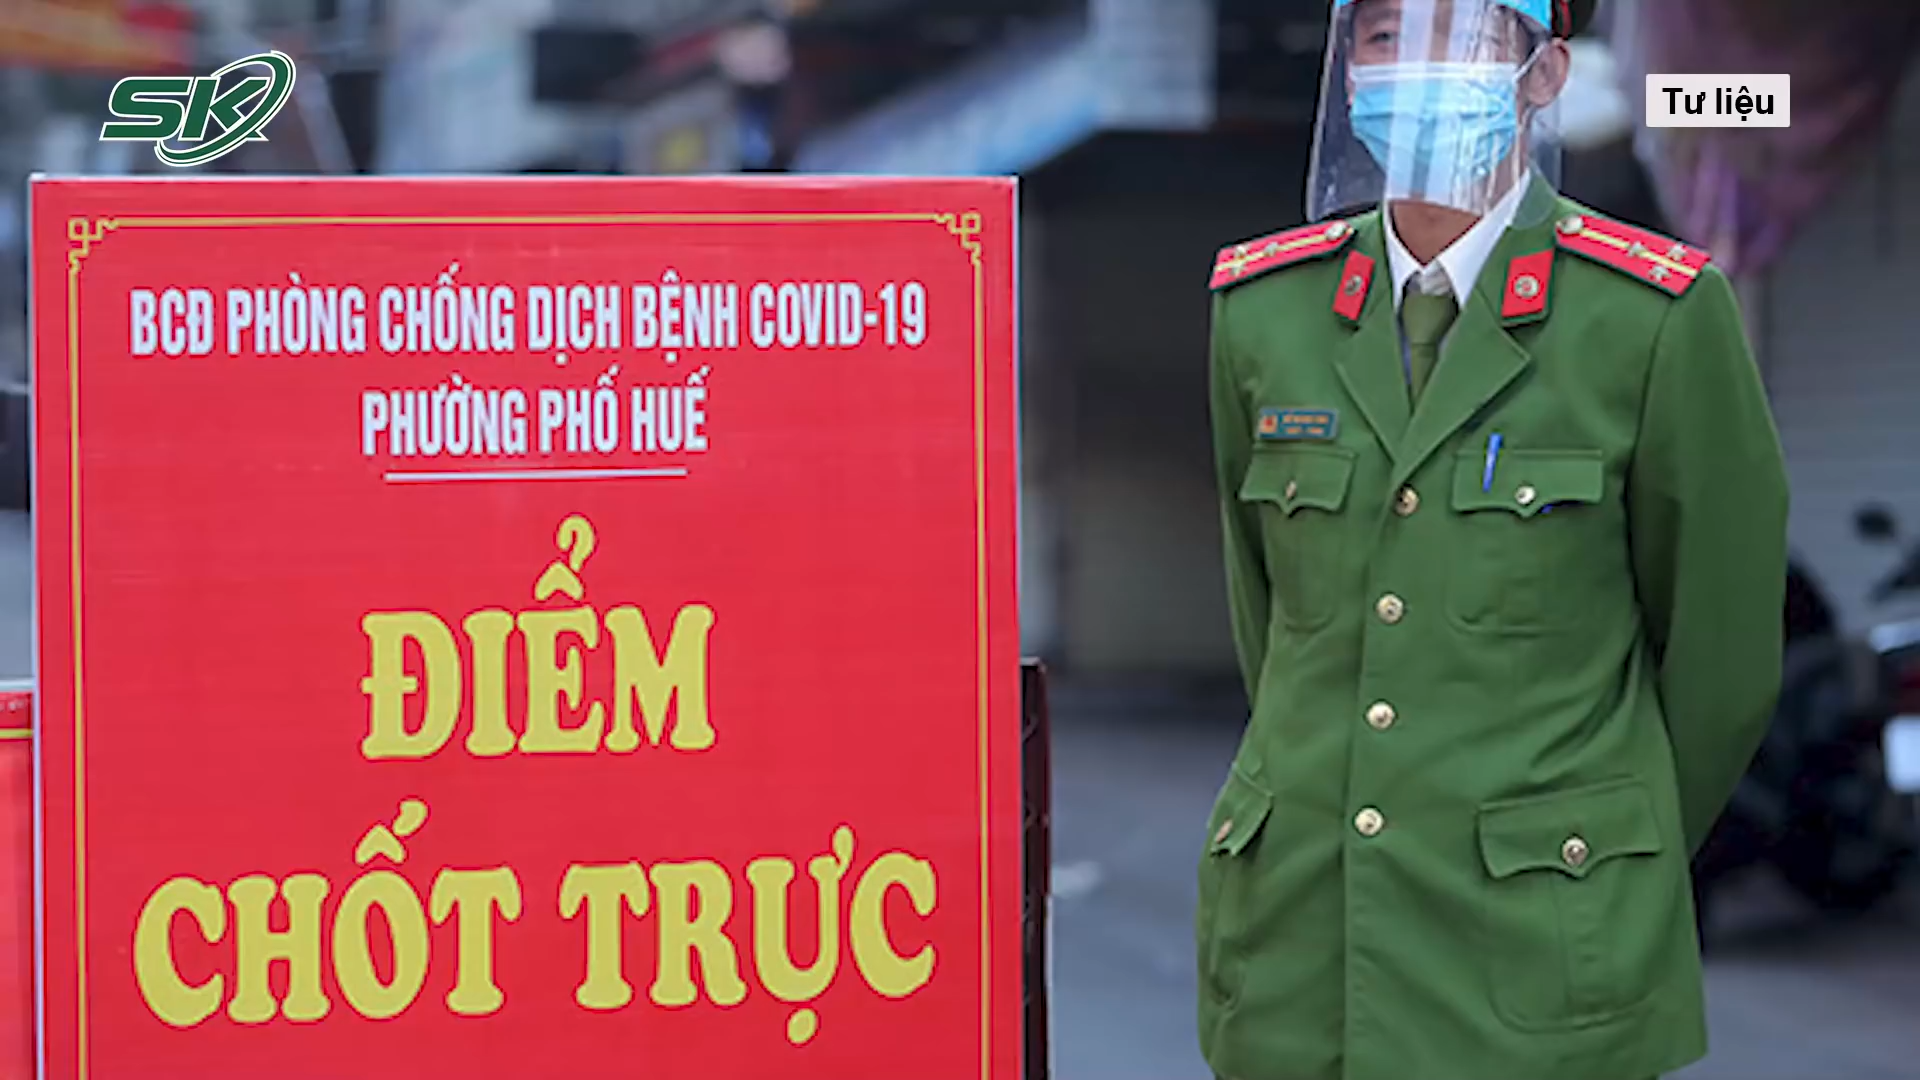 SK
Tư liệu
BCĐ PHÒNG CHỐNG DỊCH BỆNH COVID-19
PHƯỜNG PHỐ HUẾ
ĐIỂM
CHỐT TRỰC